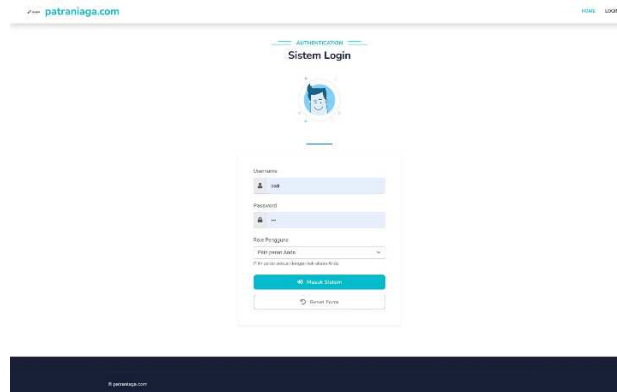 patraniaga.com
HOME LOGIN
AUTHENTICATION
Sistem Login
Username
Password
Role Pengguna
Pilih peran Anda
Masuk Sistem
Reset Form
© patraniaga.com